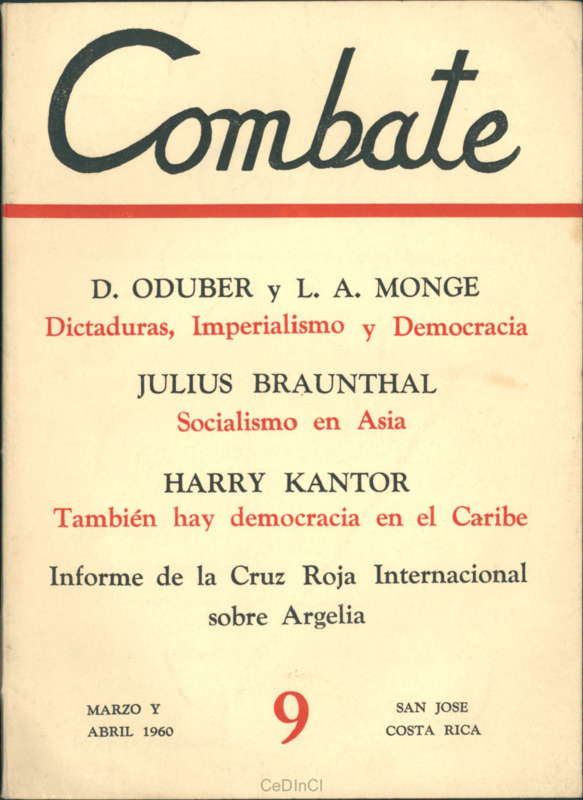 Combate
D. ODUBER y L. A. MONGE
Dictaduras, Imperialismo y Democracia
JULIUS BRAUNTHAL
Socialismo en Asia
HARRY KANTOR
También hay democracia en el Caribe
Informe de la Cruz Roja Internacional
sobre Argelia
MARZO Y
ABRIL 1960
9
SAN JOSE
COSTA RICA
CeDInCI